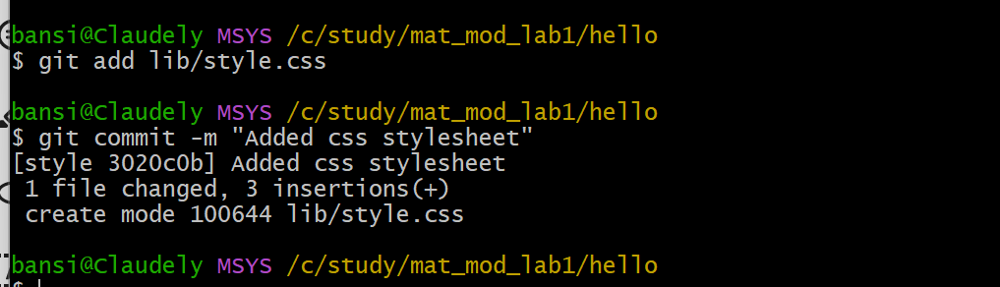 bansi@Claudely MSYS /c/study/mat_mod_lab1/hello
$ git add lib/style.css
bansi@Claudely MSYS /c/study/mat_mod_lab1/hello
$ git commit -m "Added css stylesheet"
[style 3020c0b] Added css stylesheet
 1 file changed, 3 insertions(+)
 create mode 100644 lib/style.css
bansi@Claudely MSYS /c/study/mat_mod_lab1/hello
$